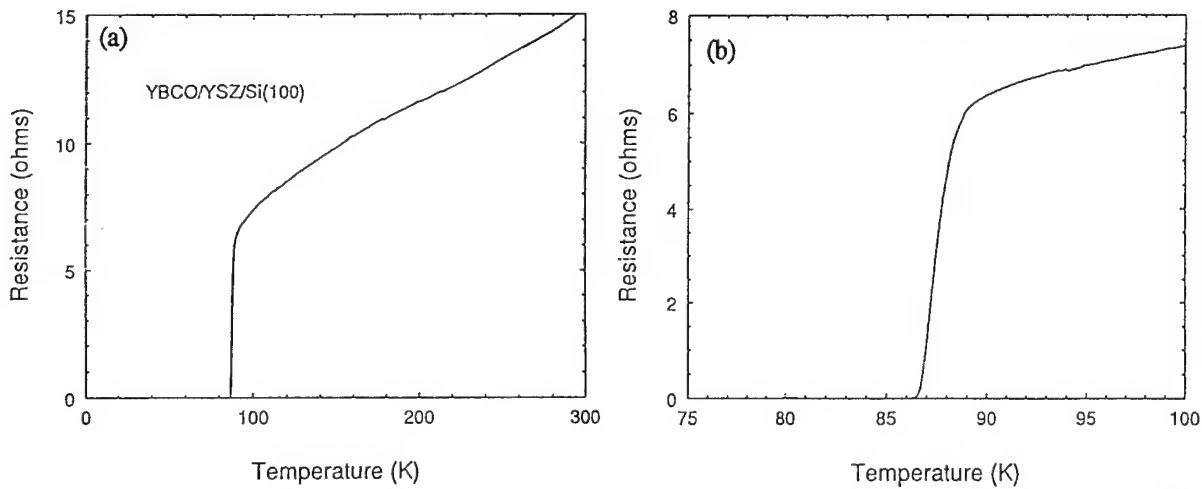 (a)
YBCO/YSZ/Si(100)
15
10
5
0
Resistance (ohms)
0
100
200
300
Temperature (K)
(b)
8
6
4
2
0
Resistance (ohms)
75
80
85
90
95
100
Temperature (K)